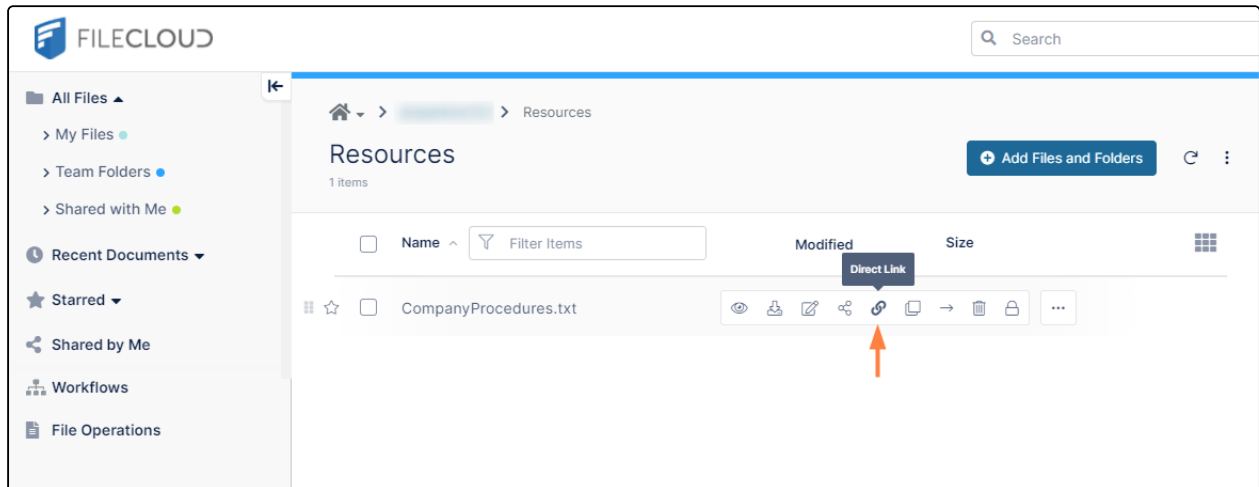 FILECLOUD
Search
All Files
My Files
Team Folders
Shared with Me
Recent Documents
Starred
Shared by Me
Workflows
File Operations
Resources
Resources
1 items
Add Files and Folders
Name
Filter Items
Modified
Size
Direct Link
CompanyProcedures.txt